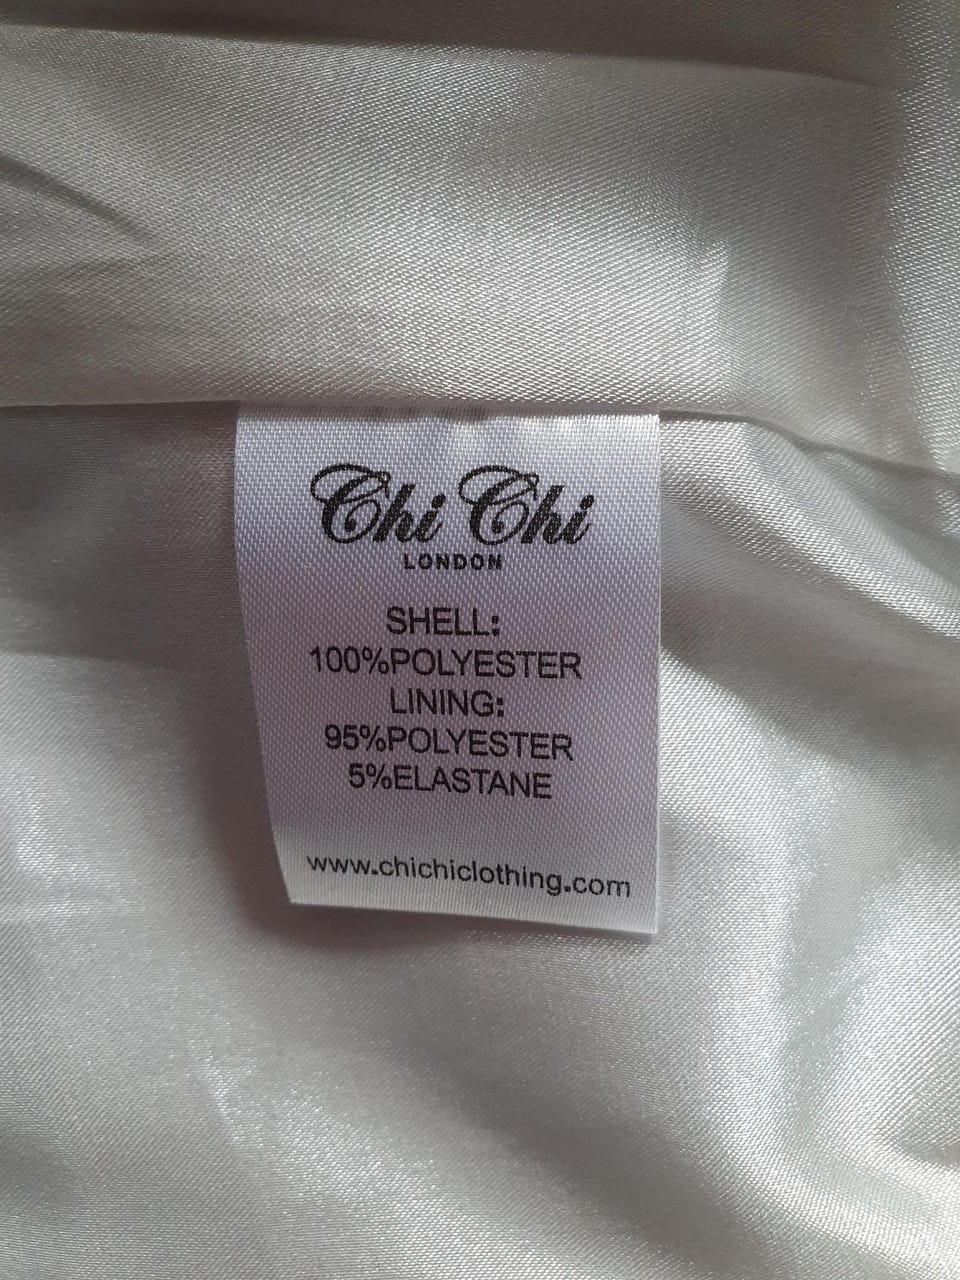 Chi Chi
LONDON
SHELL:
100%POLYESTER
LINING:
95%POLYESTER
5%ELASTANE
www.chichiclothing.com